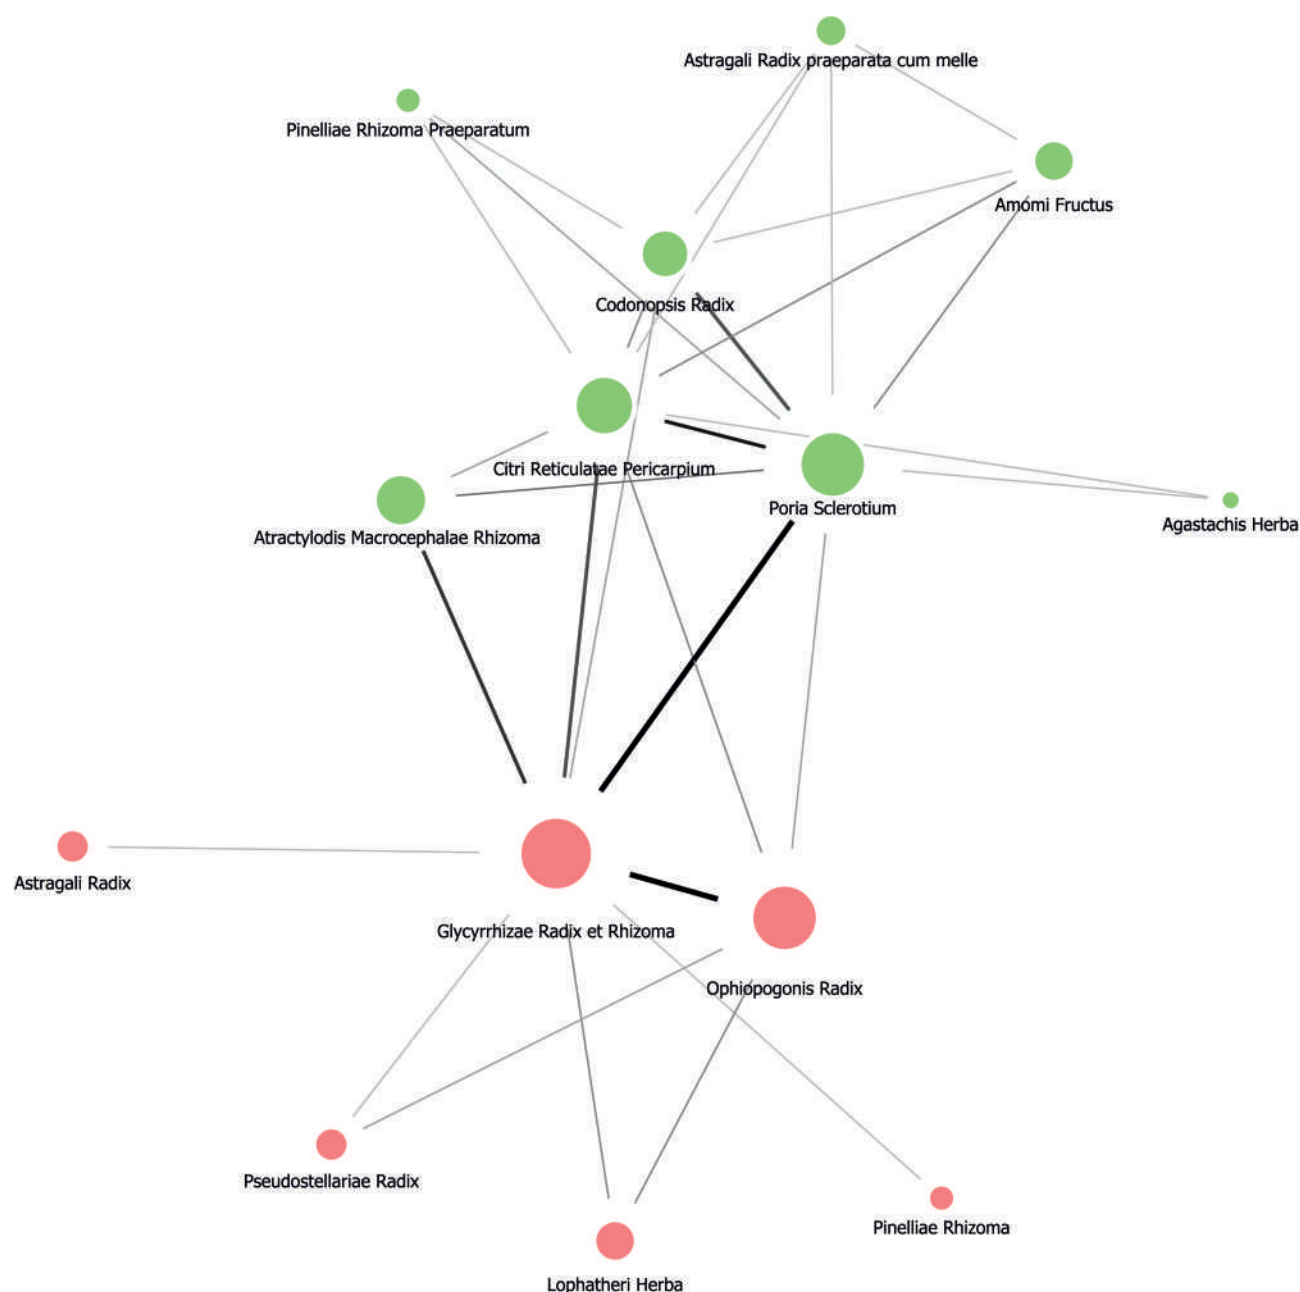 Astragali Radix praeparata cum melle
Pinelliae Rhizoma Praeparatum
Amomi Fructus
Codonopsis Radix
Citri Reticulatae Pericarpium
Poria Sclerotium
Agastachis Herba
Atractylodis Macrocephalae Rhizoma
Astragali Radix
Glycyrrhizae Radix et Rhizoma
Ophiopogonis Radix
Pseudostellariae Radix
Pinelliae Rhizoma
Lophatheri Herba